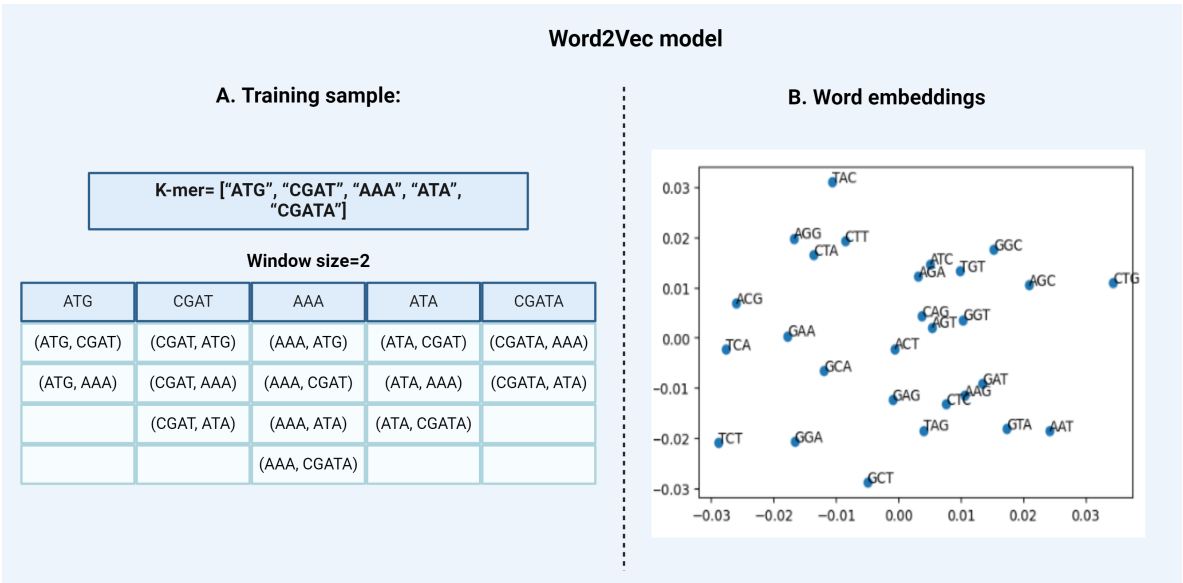 Word2Vec model
A. Training sample:
K-mer= [“ATG”, “CGAT”, “AAA”, “ATA”,
“CGATA”]
Window size=2
ATG CGAT AAA ATA CGATA
(ATG, CGAT) (CGAT, ATG) (AAA, ATG) (ATA, CGAT) (CGATA, AAA)
(ATG, AAA) (CGAT, AAA) (AAA, CGAT) (ATA, AAA) (CGATA, ATA)
(CGAT, ATA) (AAA, ATA) (ATA, CGATA)
(AAA, CGATA)
B. Word embeddings
0.03
0.02
0.01
0.00
−0.01
−0.02
−0.03
TAC
AGG
CTT
CTA
GGC
ATC
TGT
AGA
AGC
CTG
ACG
CAG
GGT
AGT
GAA
TCA
ACT
GCA
GAT
AAG
GAG
CTC
TAG
GTA
AAT
TCT
GGA
GCT
−0.03 −0.02 −0.01 0.00 0.01 0.02 0.03